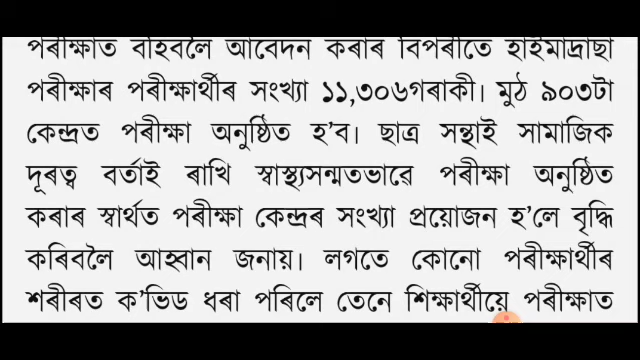 পৰীক্ষাত বহিবলৈ আবেদন কৰাৰ বিপৰীতে হাইমাদ্ৰাছা
পৰীক্ষাৰ পৰীক্ষাৰ্থীৰ সংখ্যা ১১,৩০৬গৰাকী। মুঠ ৯০৩টা
কেন্দ্ৰত পৰীক্ষা অনুষ্ঠিত হ'ব। ছাত্ৰ সন্থাই সামাজিক
দূৰত্ব বৰ্তাই ৰাখি স্বাস্থ্যসন্মতভাৱে পৰীক্ষা অনুষ্ঠিত
কৰাৰ স্বাৰ্থত পৰীক্ষা কেন্দ্ৰৰ সংখ্যা প্ৰয়োজন হ'লে বৃদ্ধি
কৰিবলৈ আহ্বান জনায়। লগতে কোনো পৰীক্ষাৰ্থীৰ
শৰীৰত ক'ভিড ধৰা পৰিলে তেনে শিক্ষাৰ্থীয়ে পৰীক্ষাত